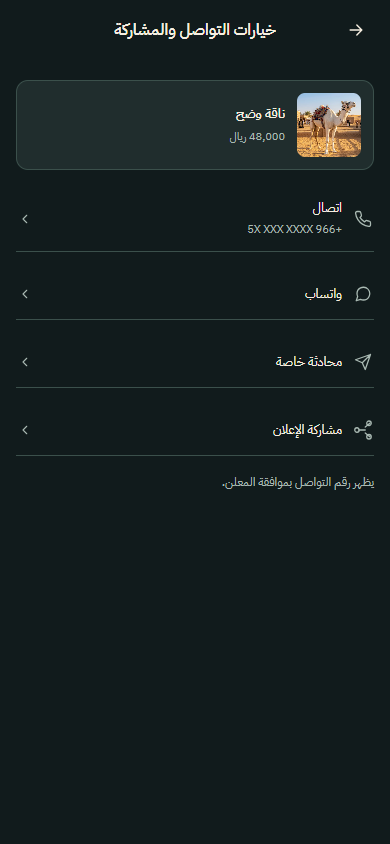 خيارات التواصل والمشاركة
ناقة وضح
48,000 ريال
اتصال
+966 5X XXX XXXX
واتساب
محادثة خاصة
مشاركة الإعلان
يظهر رقم التواصل بموافقة المعلن.